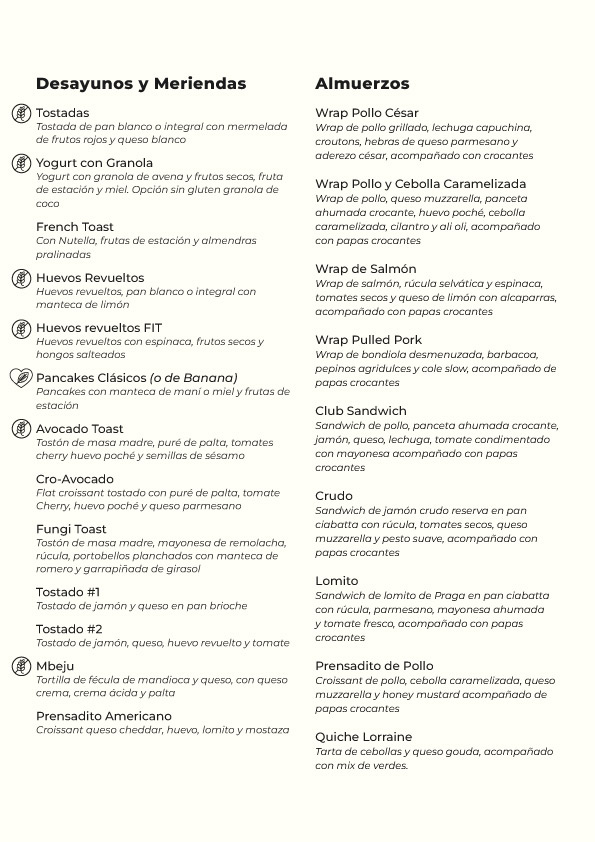 Desayunos y Meriendas
Tostadas
Tostada de pan blanco o integral con mermelada
de frutos rojos y queso blanco
Yogurt con Granola
Yogurt con granola de avena y frutos secos, fruta
de estación y miel. Opción sin gluten granola de
coco
French Toast
Con Nutella, frutas de estación y almendras
pralinadas
Huevos Revueltos
Huevos revueltos, pan blanco o integral con
manteca de limón
Huevos revueltos FIT
Huevos revueltos con espinaca, frutos secos y
hongos salteados
Pancakes Clásicos (o de Banana)
Pancakes con manteca de maní o miel y frutas de
estación
Avocado Toast
Tostón de masa madre, puré de palta, tomates
cherry huevo poché y semillas de sésamo
Cro-Avocado
Flat croissant tostado con puré de palta, tomate
Cherry, huevo poché y queso parmesano
Fungi Toast
Tostón de masa madre, mayonesa de remolacha,
rúcula, portobellos planchados con manteca de
romero y garrapiñada de girasol
Tostado #1
Tostado de jamón y queso en pan brioche
Tostado #2
Tostado de jamón, queso, huevo revuelto y tomate
Mbeju
Tortilla de fécula de mandioca y queso, con queso
crema, crema ácida y palta
Prensadito Americano
Croissant queso cheddar, huevo, lomito y mostaza
Almuerzos
Wrap Pollo César
Wrap de pollo grillado, lechuga capuchina,
croutons, hebras de queso parmesano y
aderezo césar, acompañado con crocantes
Wrap Pollo y Cebolla Caramelizada
Wrap de pollo, queso muzzarella, panceta
ahumada crocante, huevo poché, cebolla
caramelizada, cilantro y ali oli, acompañado
con papas crocantes
Wrap de Salmón
Wrap de salmón, rúcula selvática y espinaca,
tomates secos y queso de limón con alcaparras,
acompañado con papas crocantes
Wrap Pulled Pork
Wrap de bondiola desmenuzada, barbacoa,
pepinos agridulces y cole slow, acompañado de
papas crocantes
Club Sandwich
Sandwich de pollo, panceta ahumada crocante,
jamón, queso, lechuga, tomate condimentado
con mayonesa acompañado con papas
crocantes
Crudo
Sandwich de jamón crudo reserva en pan
ciabatta con rúcula, tomates secos, queso
muzzarella y pesto suave, acompañado con
papas crocantes
Lomito
Sandwich de lomito de Praga en pan ciabatta
con rúcula, parmesano, mayonesa ahumada
y tomate fresco, acompañado con papas
crocantes
Prensadito de Pollo
Croissant de pollo, cebolla caramelizada, queso
muzzarella y honey mustard acompañado de
papas crocantes
Quiche Lorraine
Tarta de cebollas y queso gouda, acompañado
con mix de verdes.